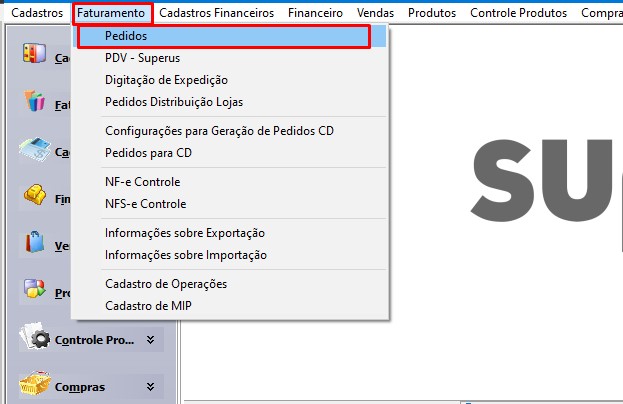 Cadastros Faturamento Cadastros Financeiros Financeiro Vendas Produtos Controle Produtos Compra
Pedidos
PDV - Superus
Digitação de Expedição
Pedidos Distribuição Lojas
Configurações para Geração de Pedidos CD
Pedidos para CD
NF-e Controle
NFS-e Controle
Informações sobre Exportação
Informações sobre Importação
Cadastro de Operações
Cadastro de MIP
Ca
Fat
Ca
Fin
Ve
Pro
Controle Pro...
Compras
su